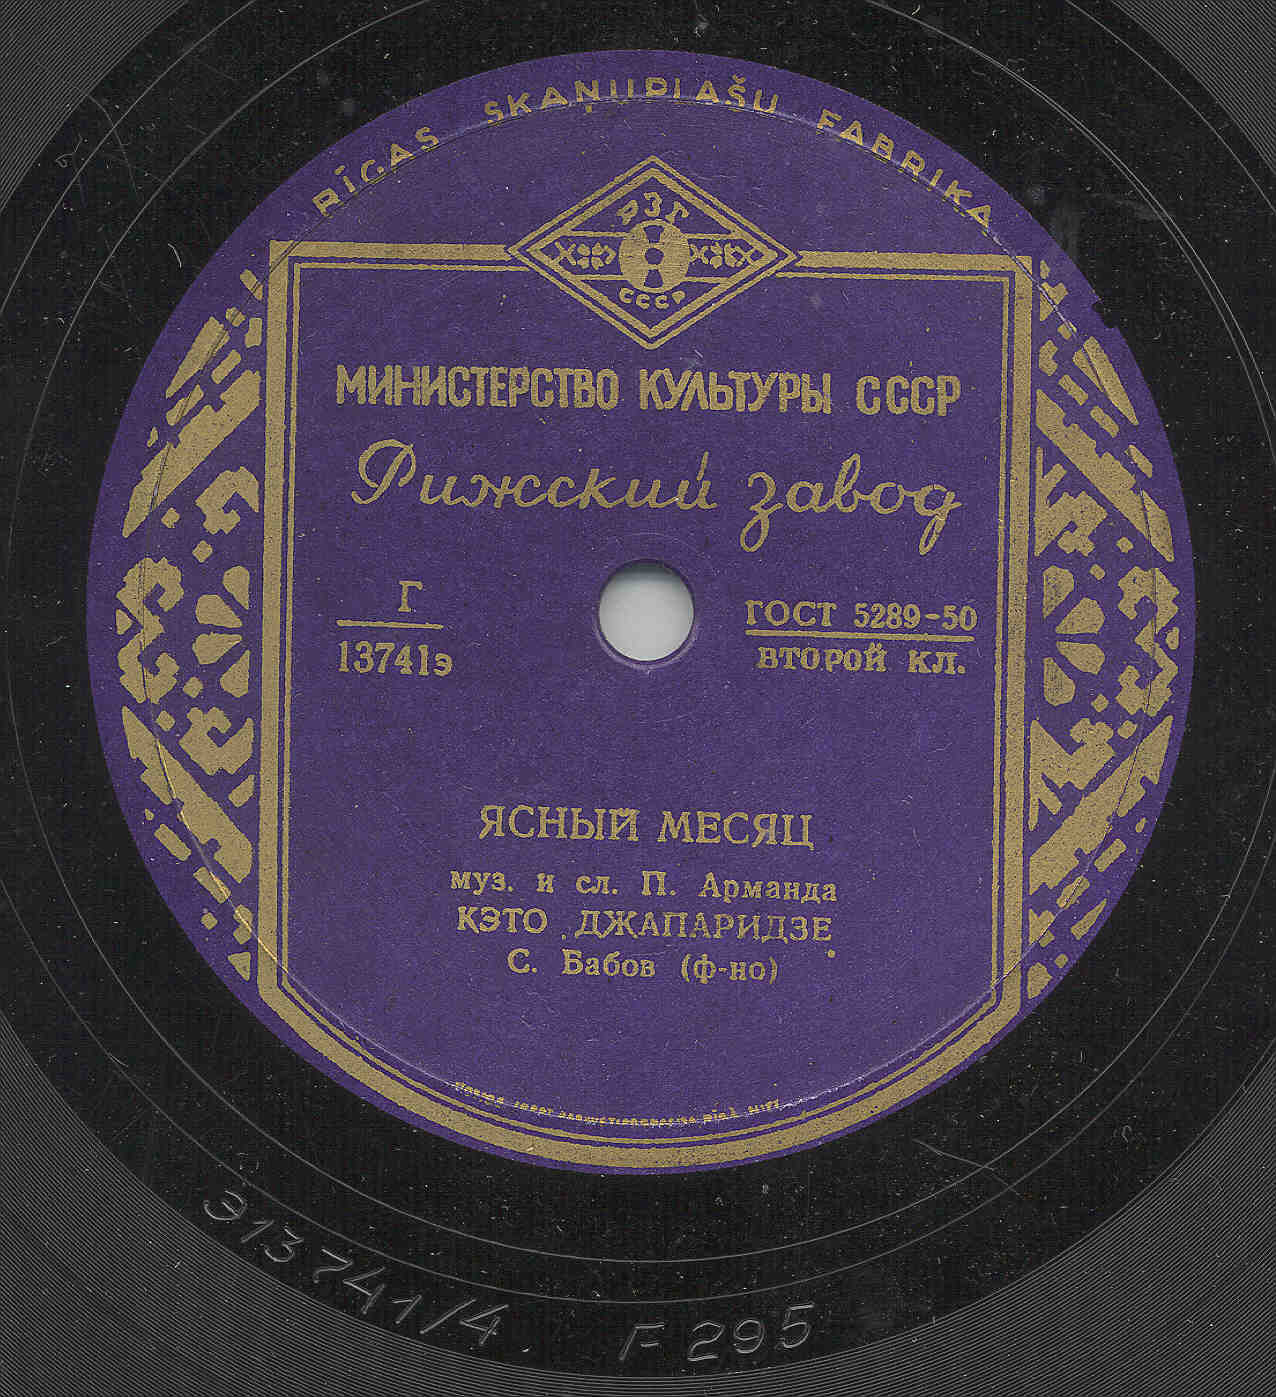 RĪGAS SKAŅUPLAŠU FABRIKA
РЗГ
СССР
МИНИСТЕРСТВО КУЛЬТУРЫ СССР
Рижский завод
Г
13741э
ГОСТ 5289-50
ВТОРОЙ КЛ.
ЯСНЫЙ МЕСЯЦ
муз. и сл. П. Арманда
КЭТО ДЖАПАРИДЗЕ
С. Бабов (ф-но)
Э13741/4 F 295